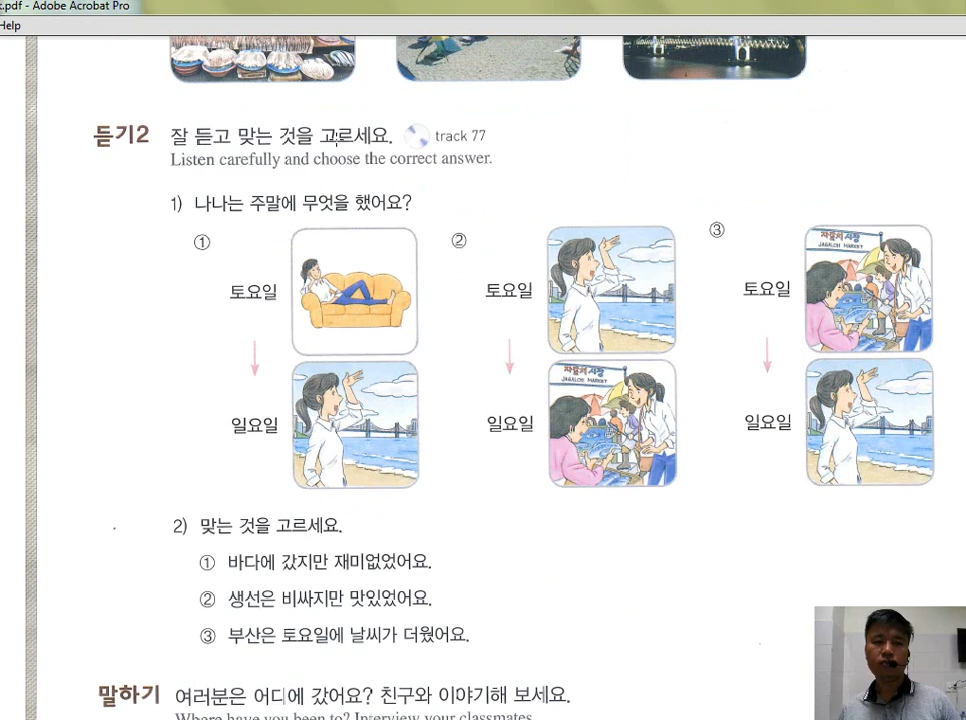 .pdf - Adobe Acrobat Pro
Help
듣기2 잘 듣고 맞는 것을 고르세요. track 77
Listen carefully and choose the correct answer.
1) 나나는 주말에 무엇을 했어요?
① ② ③
토요일 토요일 자갈치 시장 JAGALCHI MARKET 토요일
일요일 일요일 자갈치 시장 JAGALCHI MARKET 일요일
2) 맞는 것을 고르세요.
① 바다에 갔지만 재미없었어요.
② 생선은 비싸지만 맛있었어요.
③ 부산은 토요일에 날씨가 더웠어요.
말하기 여러분은 어디에 갔어요? 친구와 이야기해 보세요.
Where have you been to? Interview your classmates.